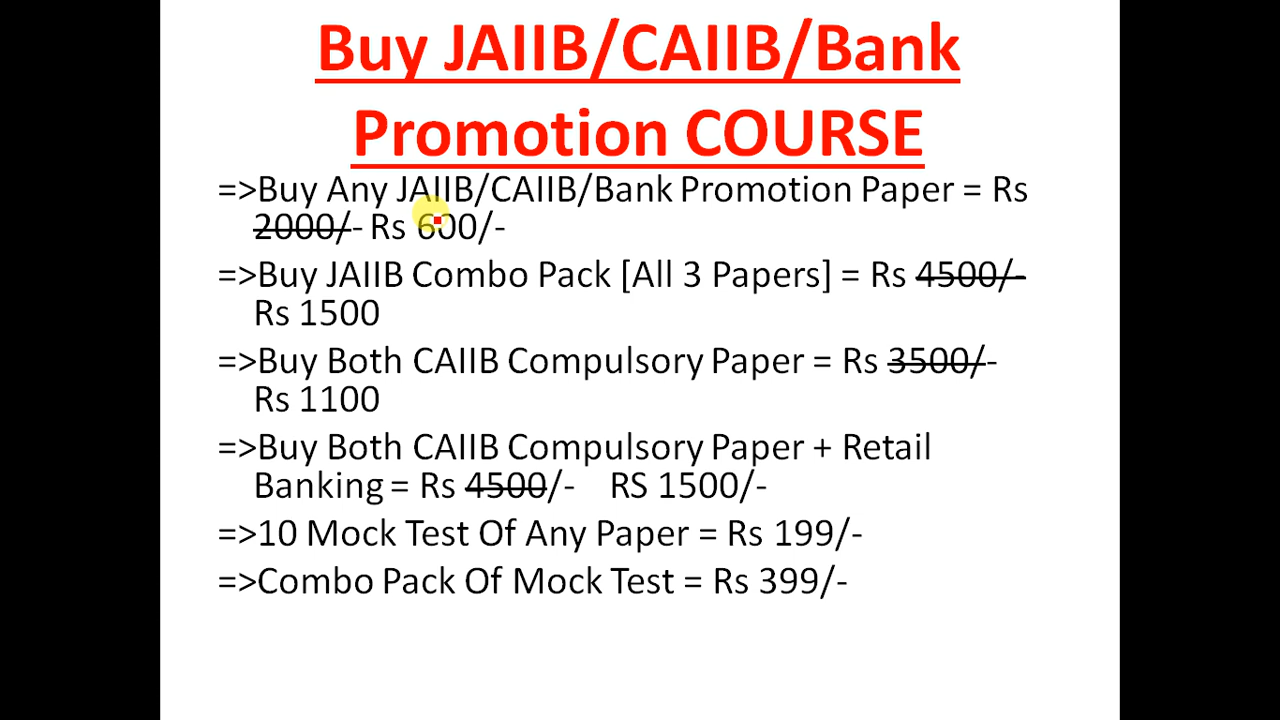 Buy JAIIB/CAIIB/Bank
Promotion COURSE
=>Buy Any JAIIB/CAIIB/Bank Promotion Paper = Rs
2000/- Rs 600/-
=>Buy JAIIB Combo Pack [All 3 Papers] = Rs 4500/-
Rs 1500
=>Buy Both CAIIB Compulsory Paper = Rs 3500/-
Rs 1100
=>Buy Both CAIIB Compulsory Paper + Retail
Banking = Rs 4500/- RS 1500/-
=>10 Mock Test Of Any Paper = Rs 199/-
=>Combo Pack Of Mock Test = Rs 399/-